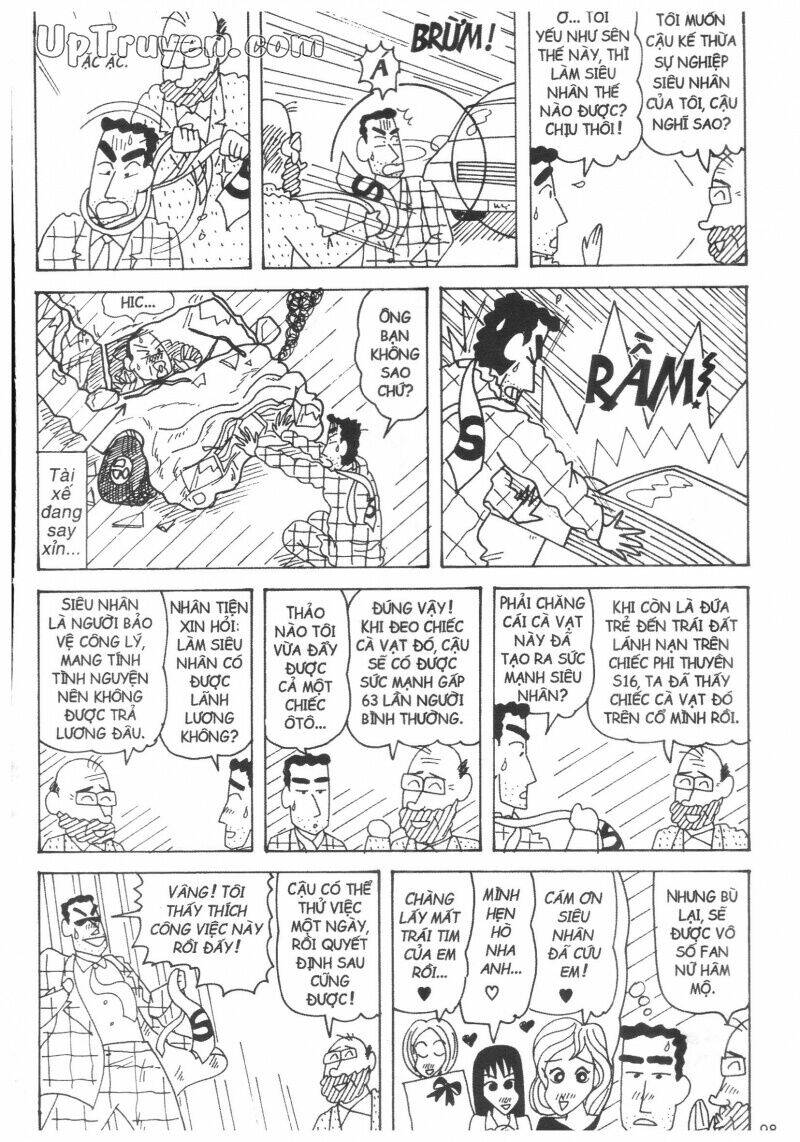 UpTruyen.com
TÔI MUỐN
CẬU KẾ THỪA
SỰ NGHIỆP
SIÊU NHÂN
CỦA TÔI, CẬU
NGHĨ SAO?
Ơ... TÔI
YẾU NHƯ SÊN
THẾ NÀY, THÌ
LÀM SIÊU
NHÂN THẾ
NÀO ĐƯỢC?
CHỊU THÔI!
BRỪM!
A
S
ẶC ẶC.
S
RẦM!
S
ÔNG
BẠN
KHÔNG
SAO
CHỨ?
HIC...
Tài
xế
đang
say
xỉn...
KHI CÒN LÀ ĐỨA
TRẺ ĐẾN TRÁI ĐẤT
LÁNH NẠN TRÊN
CHIẾC PHI THUYỀN
S16, TA ĐÃ THẤY
CHIẾC CÀ VẠT ĐÓ
TRÊN CỔ MÌNH RỒI.
PHẢI CHĂNG
CÁI CÀ VẠT
NÀY ĐÃ
TẠO RA SỨC
MẠNH SIÊU
NHÂN?
S
ĐÚNG VẬY!
KHI ĐEO CHIẾC
CÀ VẠT ĐÓ, CẬU
SẼ CÓ ĐƯỢC
SỨC MẠNH GẤP
63 LẦN NGƯỜI
BÌNH THƯỜNG.
THẢO
NÀO TÔI
VỪA ĐẨY
ĐƯỢC
CẢ MỘT
CHIẾC
ÔTÔ...
NHÂN TIỆN
XIN HỎI:
LÀM SIÊU
NHÂN CÓ
ĐƯỢC
LÃNH
LƯƠNG
KHÔNG?
SIÊU NHÂN
LÀ NGƯỜI BẢO
VỆ CÔNG LÝ,
MANG TÍNH
TÌNH NGUYỆN
NÊN KHÔNG
ĐƯỢC TRẢ
LƯƠNG ĐÂU.
NHƯNG BÙ
LẠI, SẼ
ĐƯỢC VÔ
SỐ FAN
NỮ HÂM
MỘ.
CÁM ƠN
SIÊU
NHÂN
ĐÃ CỨU
EM!
MÌNH
HẸN
HÒ
NHA
ANH...
CHÀNG
LẤY MẤT
TRÁI TIM
CỦA EM
RỒI...
CẬU CÓ THỂ
THỬ VIỆC
MỘT NGÀY,
RỒI QUYẾT
ĐỊNH SAU
CŨNG
ĐƯỢC!
VÂNG! TÔI
THẤY THÍCH
CÔNG VIỆC NÀY
RỒI ĐẤY!
S